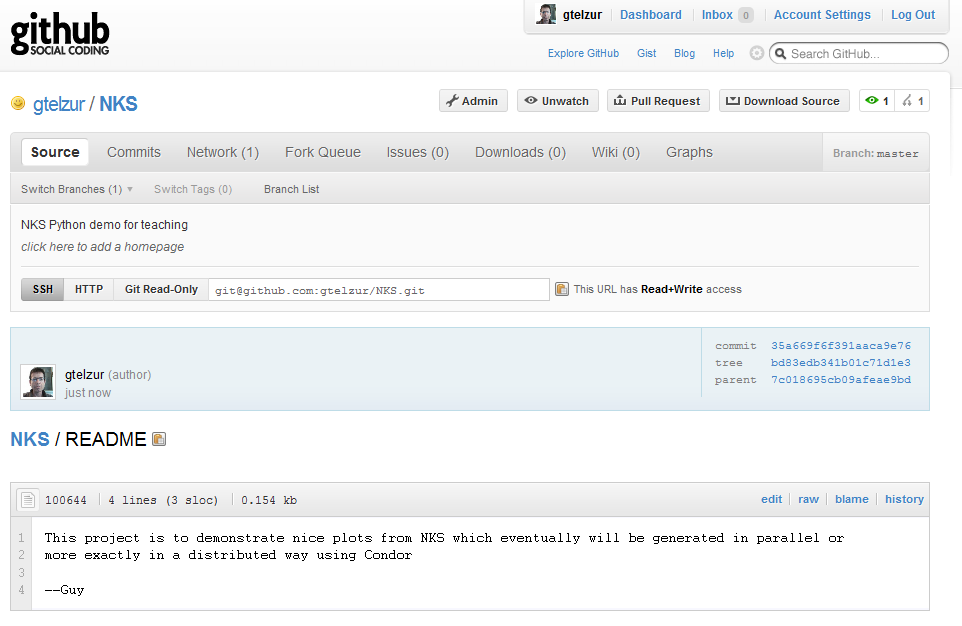 github
SOCIAL CODING
gtelzur Dashboard Inbox 0 Account Settings Log Out
Explore GitHub Gist Blog Help Search GitHub...
gtelzur / NKS
Admin Unwatch Pull Request Download Source 1 1
Source Commits Network (1) Fork Queue Issues (0) Downloads (0) Wiki (0) Graphs Branch: master
Switch Branches (1) Switch Tags (0) Branch List
NKS Python demo for teaching
click here to add a homepage
SSH HTTP Git Read-Only git@github.com:gtelzur/NKS.git This URL has Read+Write access
commit 35a669f6f391aaca9e76
tree bd83edb341b01c71d1e3
parent 7c018695cb09afeae9bd
gtelzur (author)
just now
NKS / README
100644 4 lines (3 sloc) 0.154 kb edit raw blame history
1 This project is to demonstrate nice plots from NKS which eventually will be generated in parallel or
2 more exactly in a distributed way using Condor
3
4 --Guy